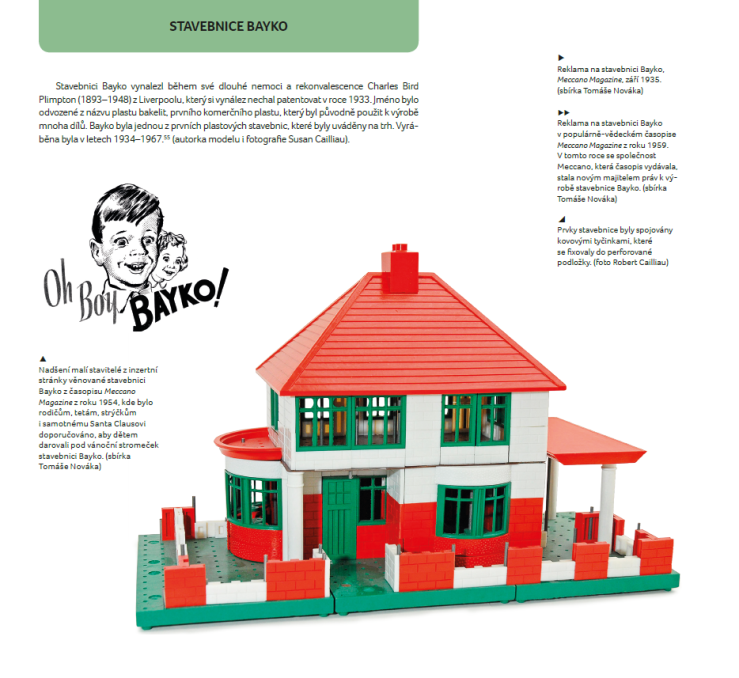 STAVEBNICE BAYKO
Stavebnici Bayko vynalezl během své dlouhé nemoci a rekonvalescence Charles Bird
Plimpton (1893–1948) z Liverpoolu, který si vynález nechal patentovat v roce 1933. Jméno bylo
odvozené z názvu plastu bakelit, prvního komerčního plastu, který byl původně použit k výrobě
mnoha dílů. Bayko byla jednou z prvních plastových stavebnic, které byly uváděny na trh. Vyrá-
běna byla v letech 1934–1967.⁵⁵ (autorka modelu i fotografie Susan Cailliau).
Reklama na stavebnici Bayko,
Meccano Magazine, září 1935.
(sbírka Tomáše Nováka)
Reklama na stavebnici Bayko
v populárně-vědeckém časopise
Meccano Magazine z roku 1959.
V tomto roce se společnost
Meccano, která časopis vydávala,
stala novým majitelem práv k vý-
robě stavebnice Bayko. (sbírka
Tomáše Nováka)
Prvky stavebnice byly spojovány
kovovými tyčinkami, které
se fixovaly do perforované
podložky. (foto Robert Cailliau)
Oh Boy BAYKO!
Nadšení malí stavitelé z inzertní
stránky věnované stavebnici
Bayko z časopisu Meccano
Magazine z roku 1954, kde bylo
rodičům, tetám, strýčkům
i samotnému Santa Clausovi
doporučováno, aby dětem
darovali pod vánoční stromeček
stavebnici Bayko. (sbírka
Tomáše Nováka)